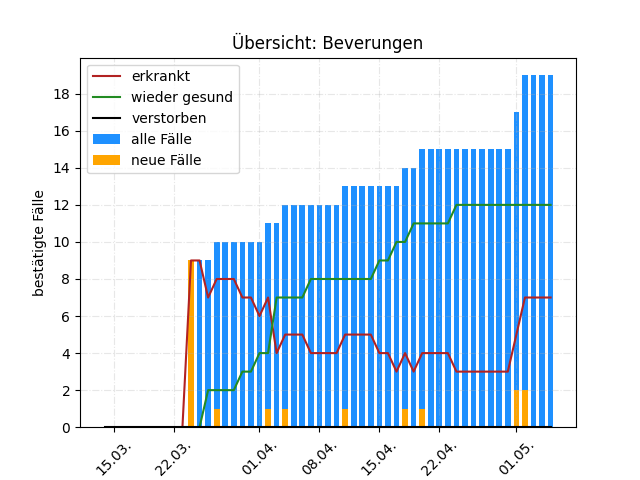 Übersicht: Beverungen
erkrankt
wieder gesund
verstorben
alle Fälle
neue Fälle
bestätigte Fälle
18
16
14
12
10
8
6
4
2
0
15.03.
22.03.
01.04.
08.04.
15.04.
22.04.
01.05.